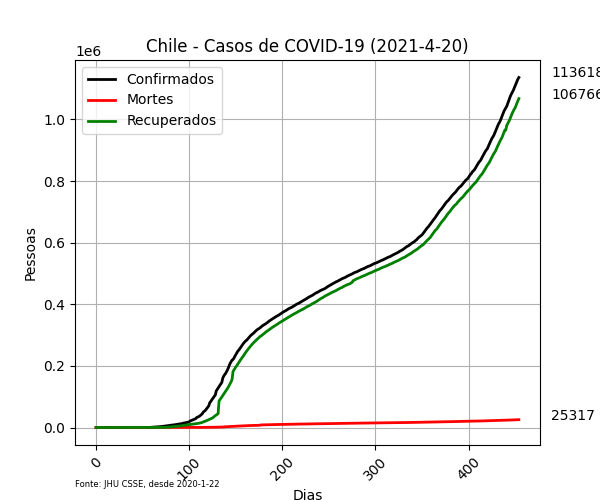 Chile - Casos de COVID-19 (2021-4-20)
1e6
Confirmados
Mortes
Recuperados
113618
106766
25317
1.0
0.8
0.6
0.4
0.2
0.0
Pessoas
0
100
200
300
400
Dias
Fonte: JHU CSSE, desde 2020-1-22